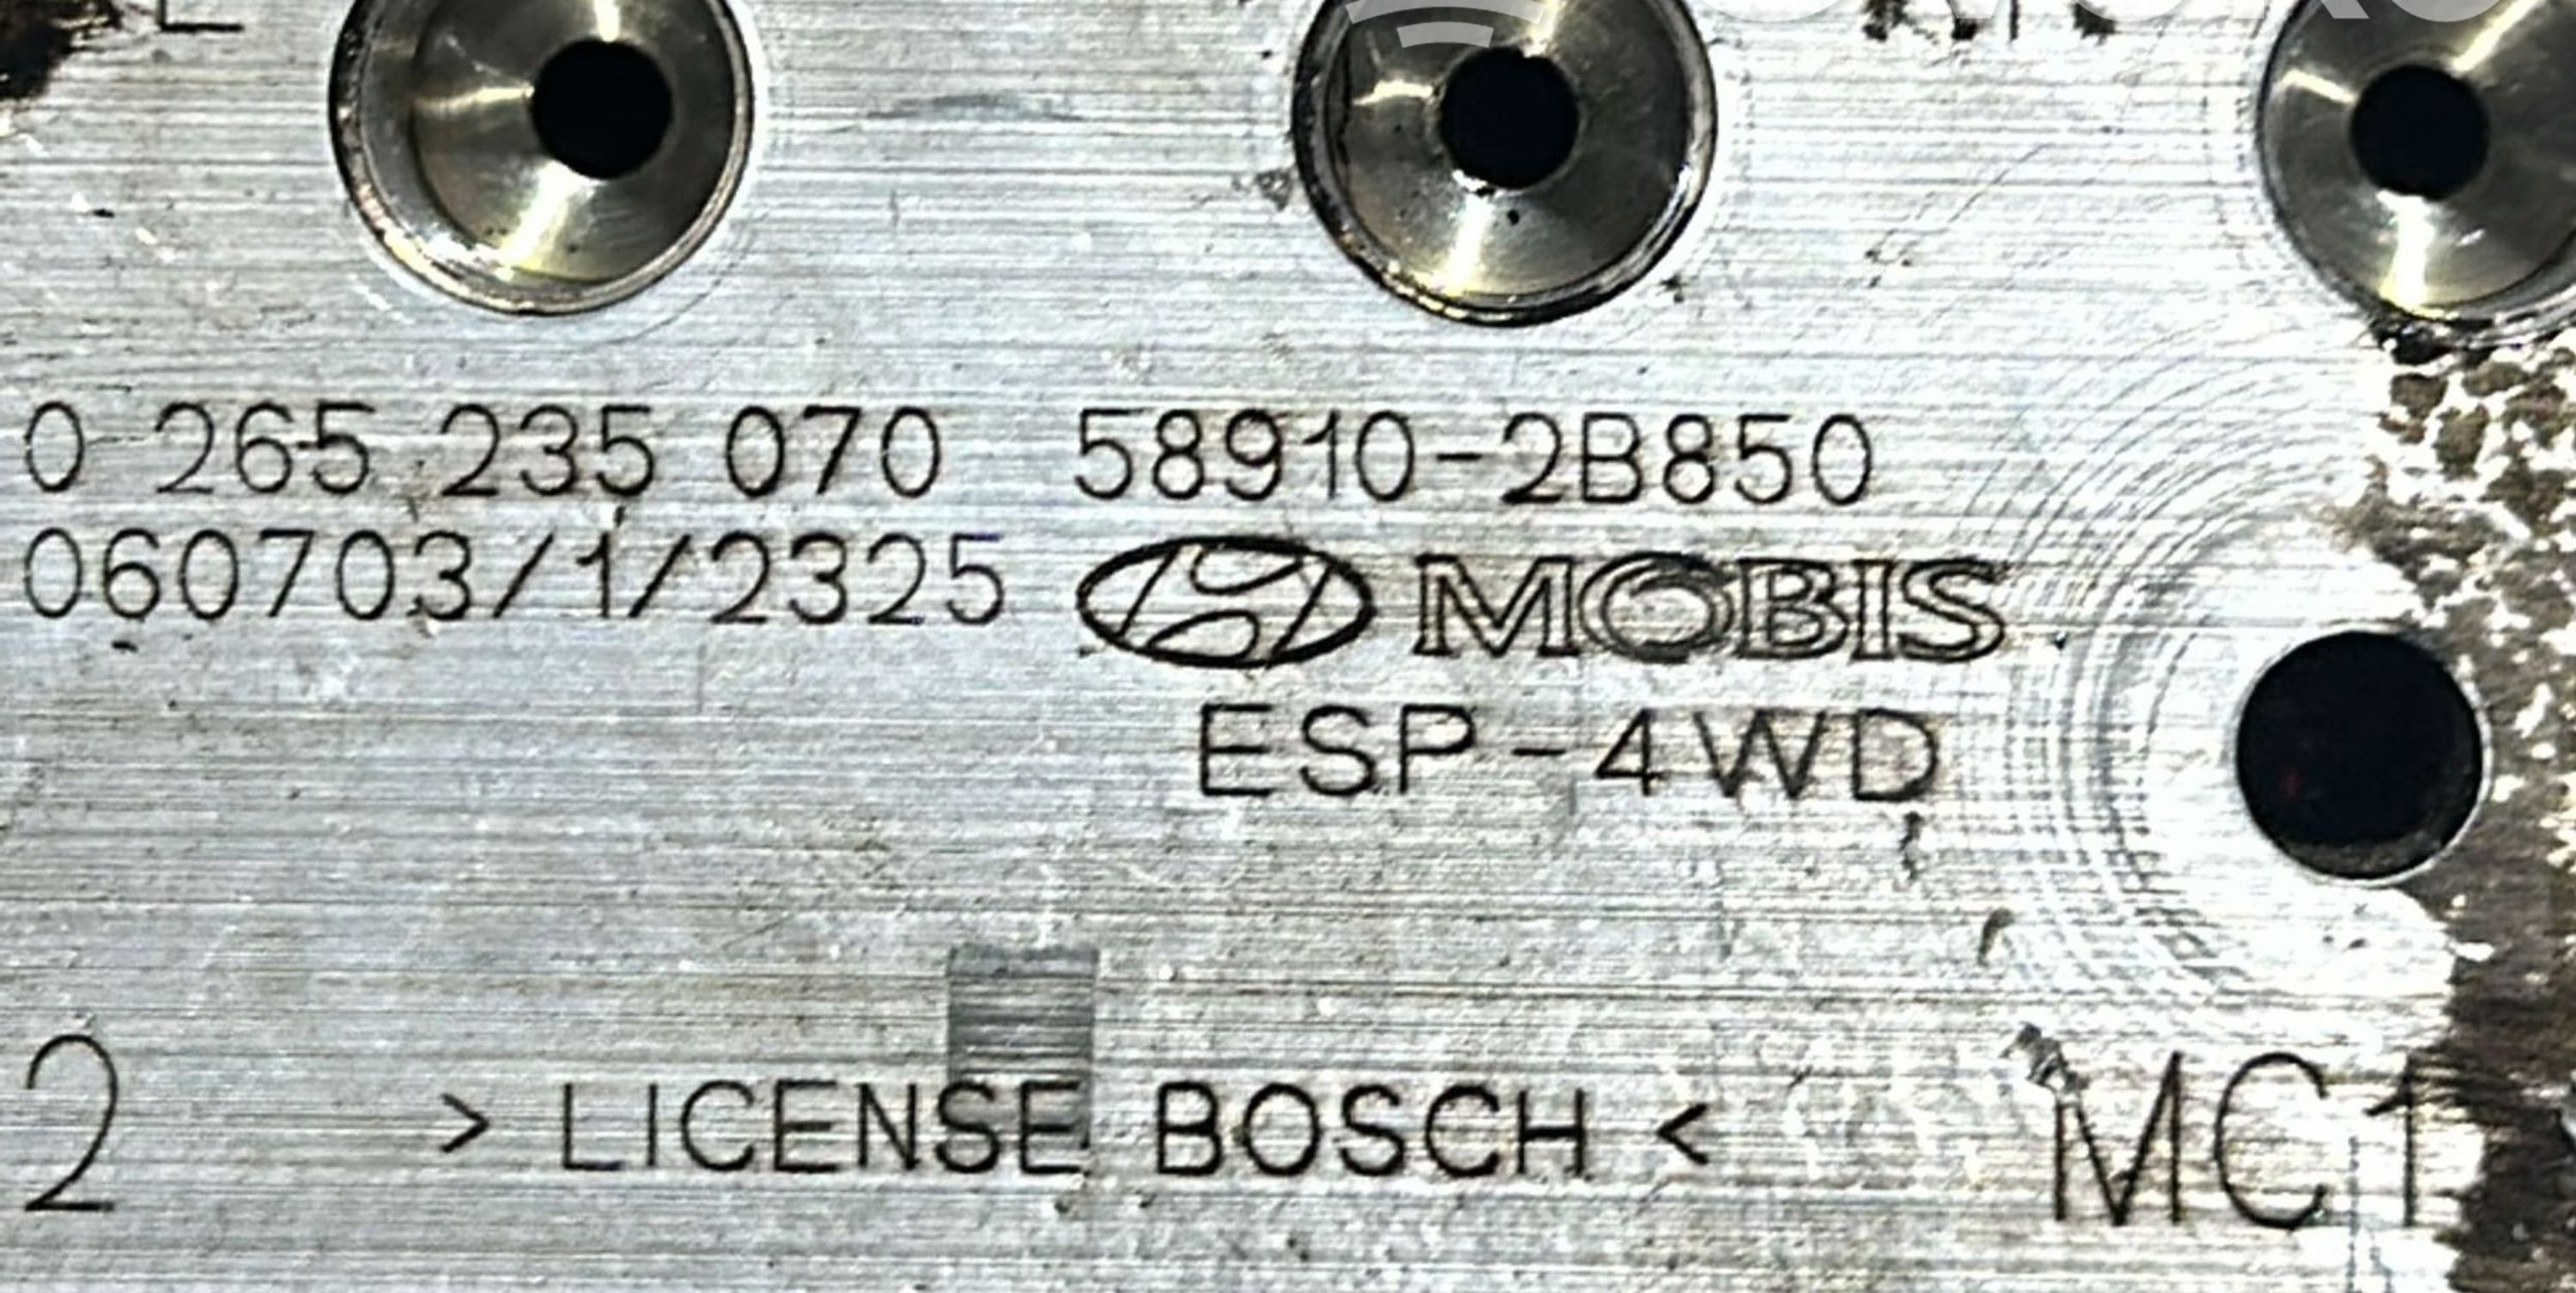 0 265 235 070 58910-2B850
060703/1/2325 MOBIS
ESP-4WD
2 > LICENSE BOSCH < MC1